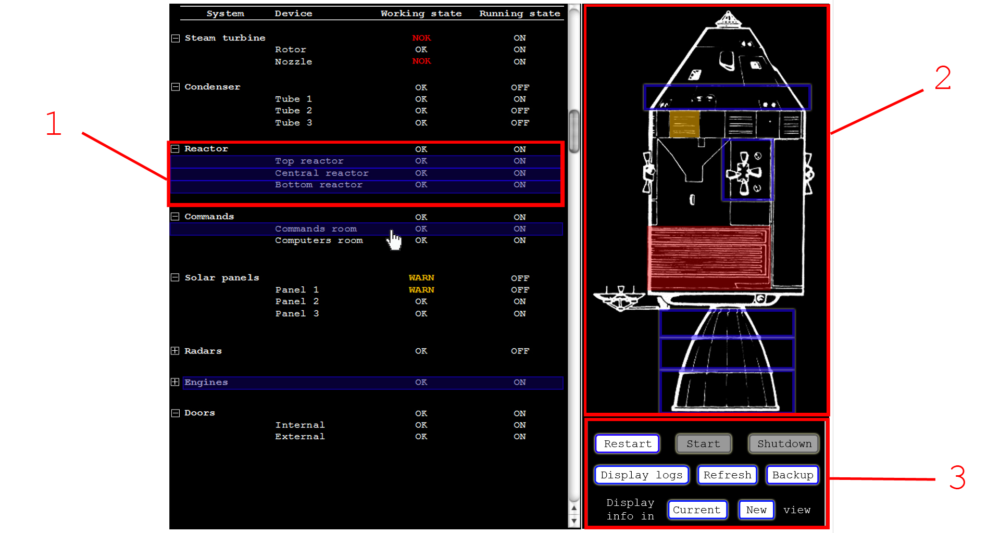 System Device Working state Running state
Steam turbine NOK ON
Rotor OK ON
Nozzle NOK ON
Condenser OK OFF
Tube 1 OK ON
Tube 2 OK OFF
Tube 3 OK OFF
Reactor OK ON
Top reactor OK ON
Central reactor OK ON
Bottom reactor OK ON
Commands OK ON
Commands room OK ON
Computers room OK ON
Solar panels WARN OFF
Panel 1 WARN OFF
Panel 2 OK ON
Panel 3 OK ON
Radars OK OFF
Engines OK ON
Doors OK ON
Internal OK ON
External OK ON
1
2
3
Restart Start Shutdown
Display logs Refresh Backup
Display
info in Current New view